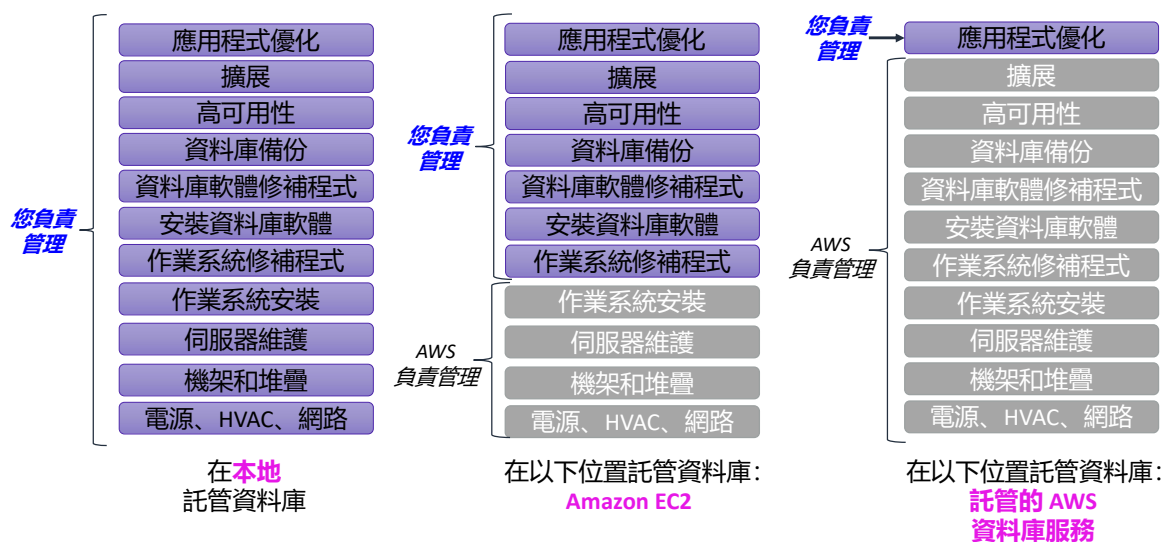 您負責
管理
應用程式優化
擴展
高可用性
資料庫備份
資料庫軟體修補程式
安裝資料庫軟體
作業系統修補程式
作業系統安裝
伺服器維護
機架和堆疊
電源、HVAC、網路
在本地
託管資料庫
您負責
管理
AWS
負責管理
應用程式優化
擴展
高可用性
資料庫備份
資料庫軟體修補程式
安裝資料庫軟體
作業系統修補程式
作業系統安裝
伺服器維護
機架和堆疊
電源、HVAC、網路
在以下位置託管資料庫：
Amazon EC2
您負責
管理
AWS
負責管理
應用程式優化
擴展
高可用性
資料庫備份
資料庫軟體修補程式
安裝資料庫軟體
作業系統修補程式
作業系統安裝
伺服器維護
機架和堆疊
電源、HVAC、網路
在以下位置託管資料庫：
託管的 AWS
資料庫服務